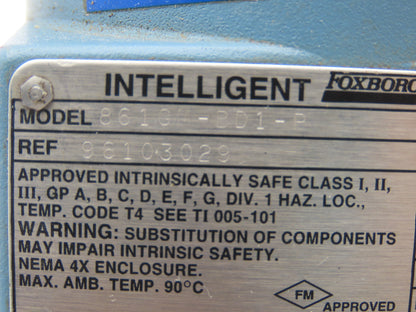 INTELLIGENT FOXBORO
MODEL
REF 96103029
APPROVED INTRINSICALLY SAFE CLASS I, II,
III, GP A, B, C, D, E, F, G, DIV. 1 HAZ. LOC.,
TEMP. CODE T4 SEE TI 005-101
WARNING: SUBSTITUTION OF COMPONENTS
MAY IMPAIR INTRINSIC SAFETY.
NEMA 4X ENCLOSURE.
MAX. AMB. TEMP. 90°C
FM APPROVED